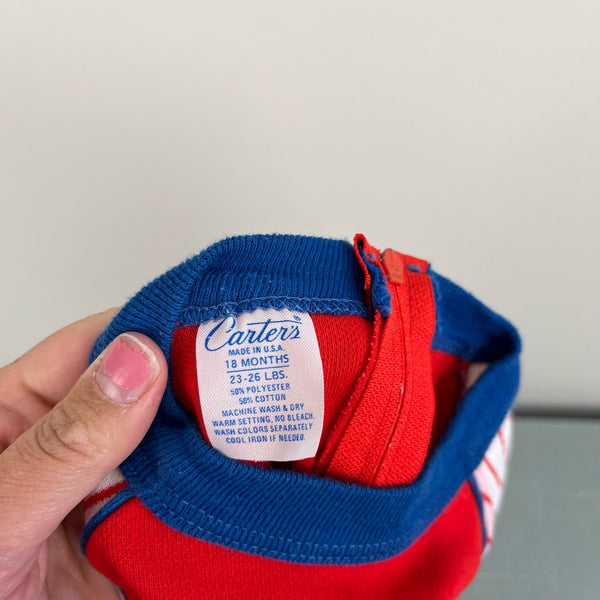 Carter's
MADE IN U.S.A.
18 MONTHS
23-26 LBS.
50% POLYESTER
50% COTTON
MACHINE WASH & DRY
WARM SETTING, NO BLEACH.
WASH COLORS SEPARATELY
COOL IRON IF NEEDED.